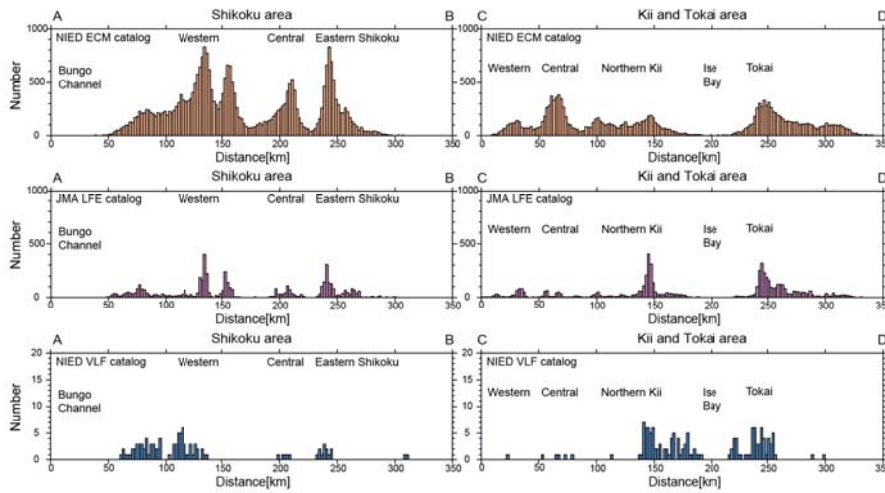 A Shikoku area B
NIED ECM catalog Western Central Eastern Shikoku
Bungo
Channel
Number
1000
500
0
0 50 100 150 200 250 300 350
Distance[km]
C Kii and Tokai area D
NIED ECM catalog
Western Central Northern Kii Ise
Bay Tokai
1000
500
0
0 50 100 150 200 250 300 350
Distance[km]
A Shikoku area B
JMA LFE catalog Western Central Eastern Shikoku
Bungo
Channel
Number
1000
500
0
0 50 100 150 200 250 300 350
Distance[km]
C Kii and Tokai area D
JMA LFE catalog
Western Central Northern Kii Ise
Bay Tokai
1000
500
0
0 50 100 150 200 250 300 350
Distance[km]
A Shikoku area B
NIED VLF catalog Western Central Eastern Shikoku
Bungo
Channel
Number
20
15
10
5
0
0 50 100 150 200 250 300 350
Distance[km]
C Kii and Tokai area D
NIED VLF catalog
Western Central Northern Kii Ise
Bay Tokai
20
15
10
5
0
0 50 100 150 200 250 300 350
Distance[km]